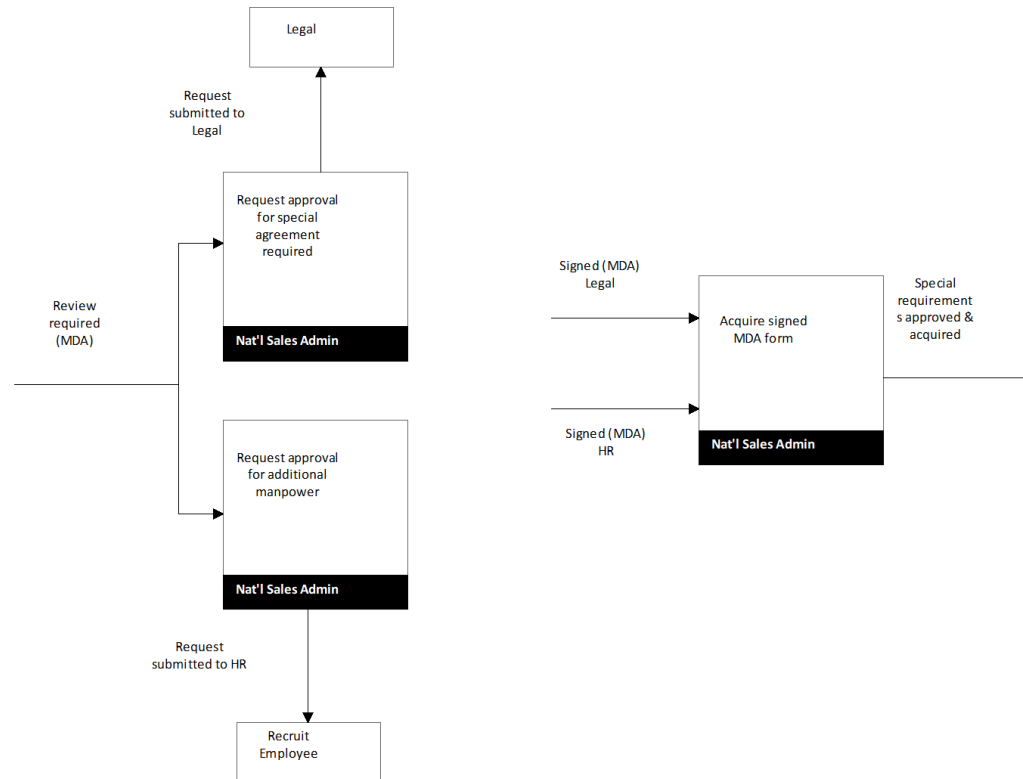 Legal
Request
submitted to
Legal
Request approval
for special
agreement
required
Nat'l Sales Admin
Review
required
(MDA)
Request approval
for additional
manpower
Nat'l Sales Admin
Request
submitted to HR
Recruit
Employee
Signed (MDA)
Legal
Signed (MDA)
HR
Acquire signed
MDA form
Nat'l Sales Admin
Special
requirement
s approved &
acquired